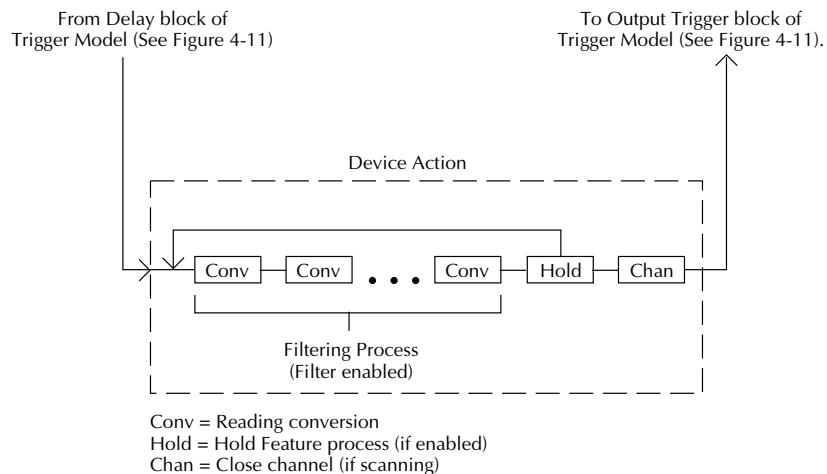 From Delay block of
Trigger Model (See Figure 4-11)
To Output Trigger block of
Trigger Model (See Figure 4-11).
Device Action
Conv
Conv
Conv
Hold
Chan
Filtering Process
(Filter enabled)
Conv = Reading conversion
Hold = Hold Feature process (if enabled)
Chan = Close channel (if scanning)